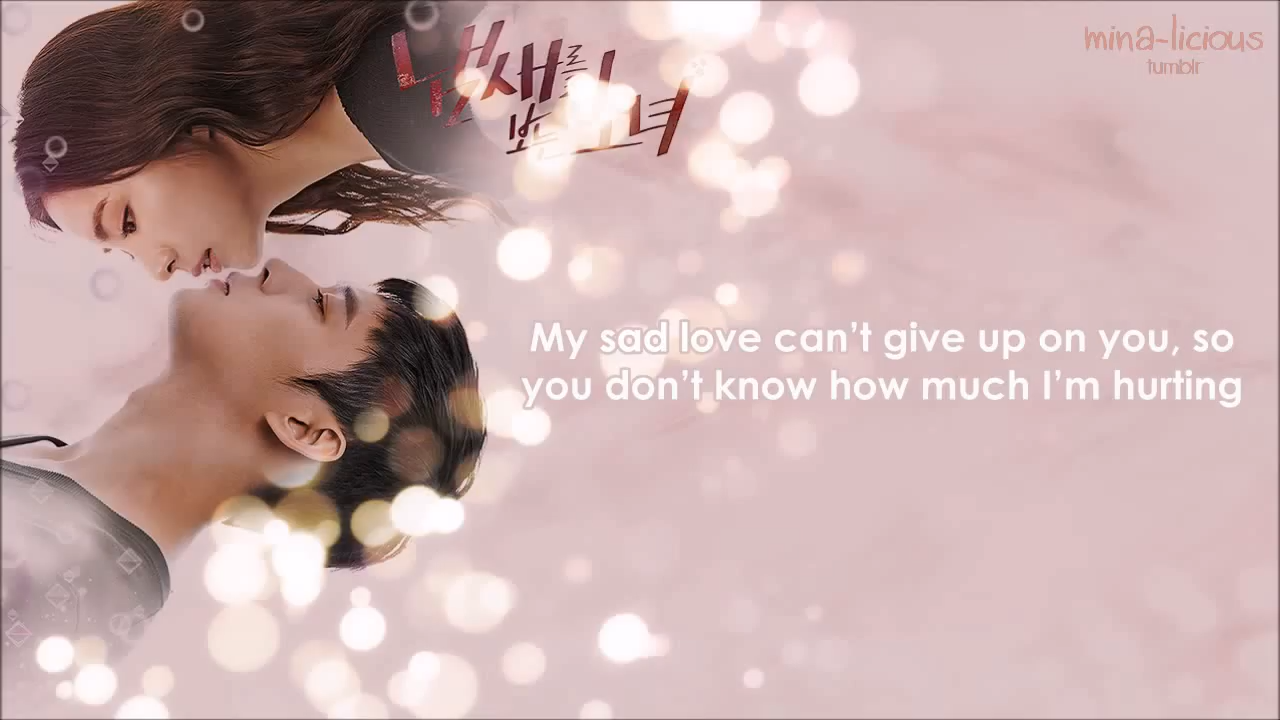 mina-licious
tumblr
냄새를
보는 소녀
My sad love can't give up on you, so
you don't know how much I'm hurting